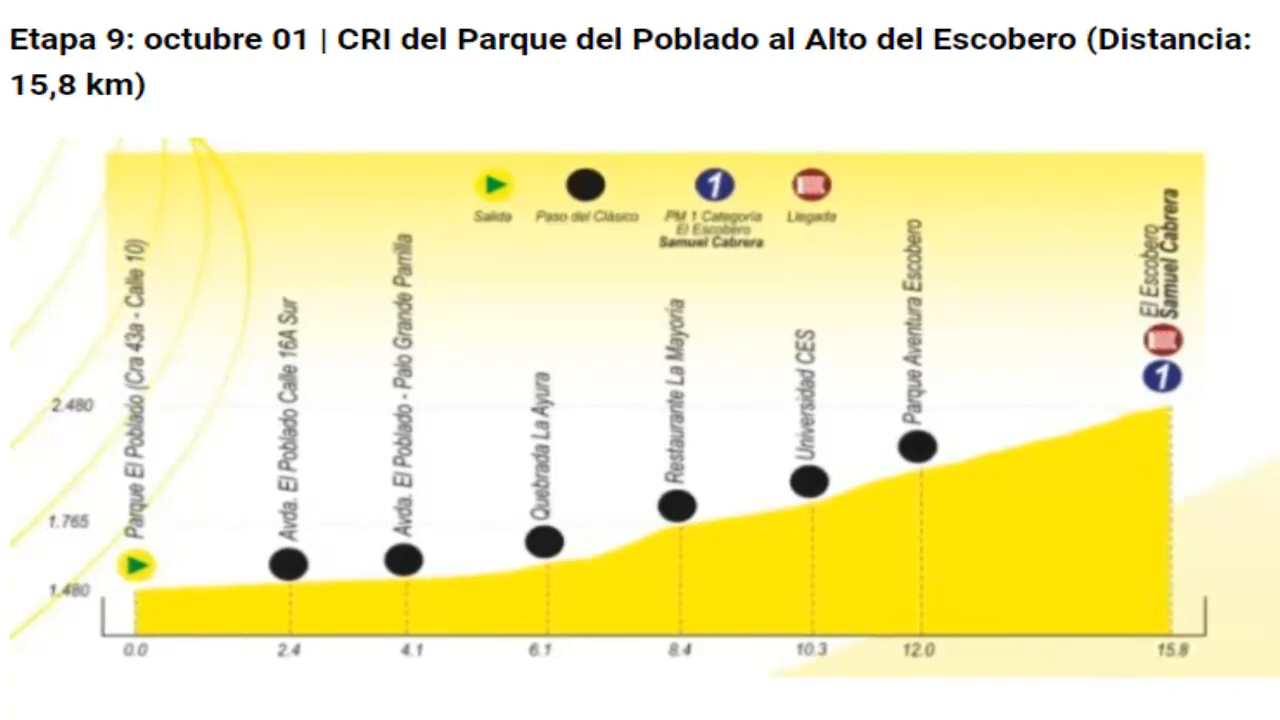 Etapa 9: octubre 01 | CRI del Parque del Poblado al Alto del Escobero (Distancia:
15,8 km)
Salida
Paso del Clásico
1
PM 1 Categoría
El Escobero
Samuel Cabrera
Llegada
Parque El Poblado (Cra 43a - Calle 10)
Avda. El Poblado Calle 16A Sur
Avda. El Poblado - Palo Grande Parrilla
Quebrada La Ayura
Restaurante La Mayoría
Universidad CES
Parque Aventura Escobero
El Escobero
Samuel Cabrera
1
2.480
1.765
1.480
0.0
2.4
4.1
6.1
8.4
10.3
12.0
15.8